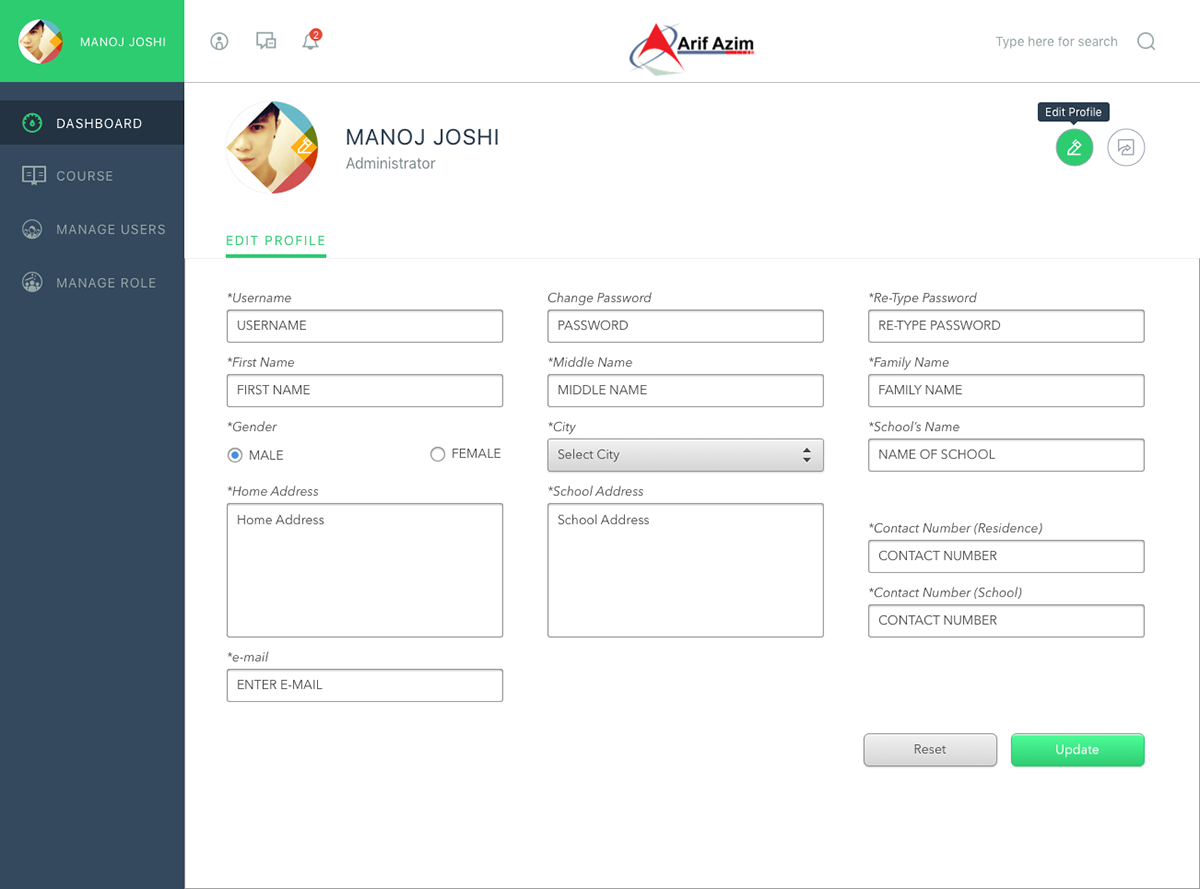 MANOJ JOSHI
2
Arif Azim
Type here for search
DASHBOARD
COURSE
MANAGE USERS
MANAGE ROLE
MANOJ JOSHI
Administrator
Edit Profile
EDIT PROFILE
*Username
Change Password
*Re-Type Password
USERNAME
PASSWORD
RE-TYPE PASSWORD
*First Name
*Middle Name
*Family Name
FIRST NAME
MIDDLE NAME
FAMILY NAME
*Gender
*City
*School's Name
MALE
FEMALE
Select City
NAME OF SCHOOL
*Home Address
*School Address
Home Address
School Address
*Contact Number (Residence)
CONTACT NUMBER
*Contact Number (School)
CONTACT NUMBER
*e-mail
ENTER E-MAIL
Reset
Update